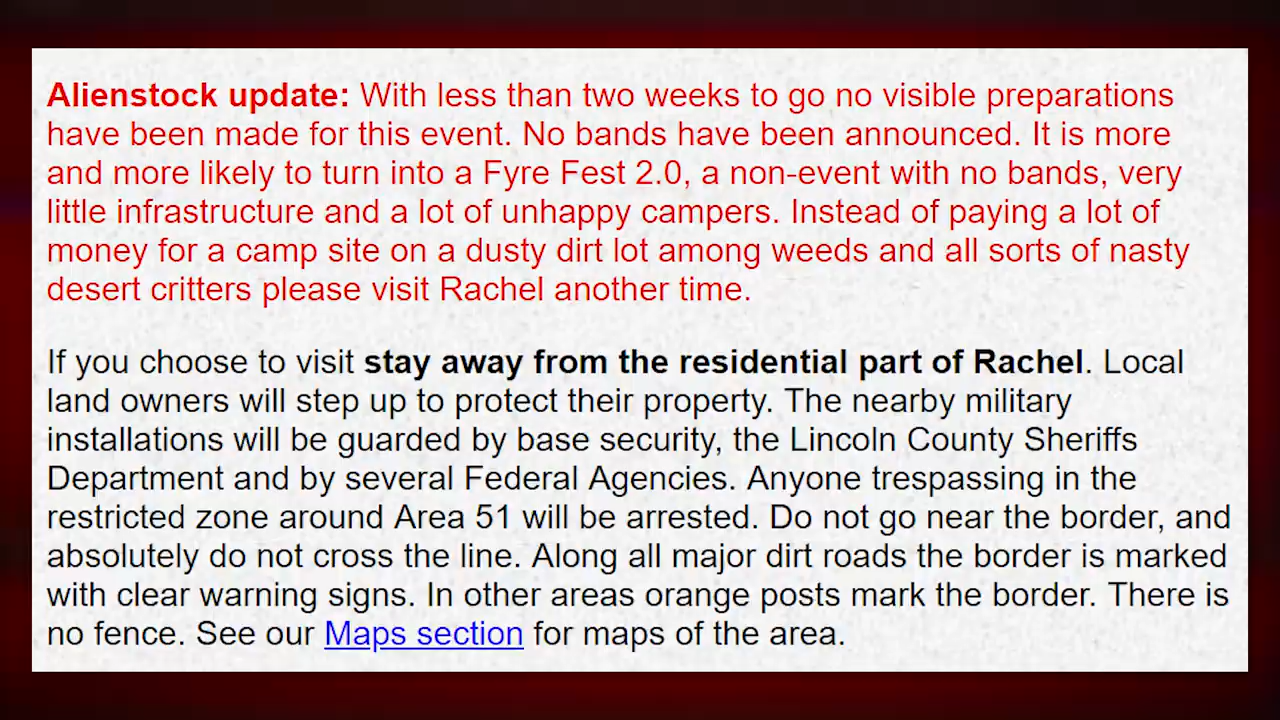 Alienstock update: With less than two weeks to go no visible preparations
have been made for this event. No bands have been announced. It is more
and more likely to turn into a Fyre Fest 2.0, a non-event with no bands, very
little infrastructure and a lot of unhappy campers. Instead of paying a lot of
money for a camp site on a dusty dirt lot among weeds and all sorts of nasty
desert critters please visit Rachel another time.
If you choose to visit stay away from the residential part of Rachel. Local
land owners will step up to protect their property. The nearby military
installations will be guarded by base security, the Lincoln County Sheriffs
Department and by several Federal Agencies. Anyone trespassing in the
restricted zone around Area 51 will be arrested. Do not go near the border, and
absolutely do not cross the line. Along all major dirt roads the border is marked
with clear warning signs. In other areas orange posts mark the border. There is
no fence. See our Maps section for maps of the area.